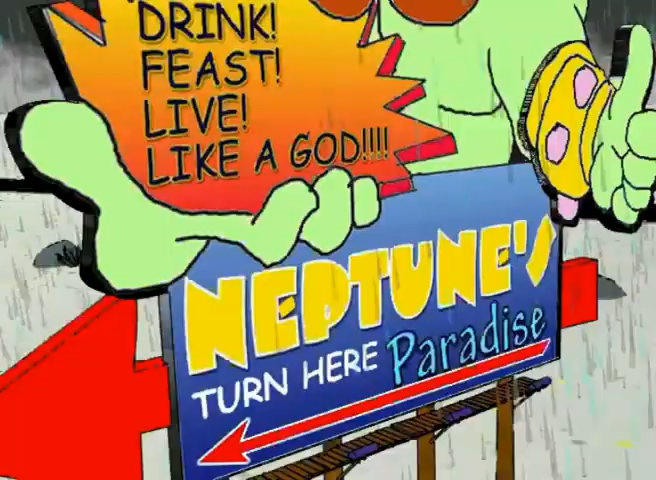 DRINK!
FEAST!
LIVE!
LIKE A GOD!!!!
NEPTUNE'S
TURN HERE Paradise